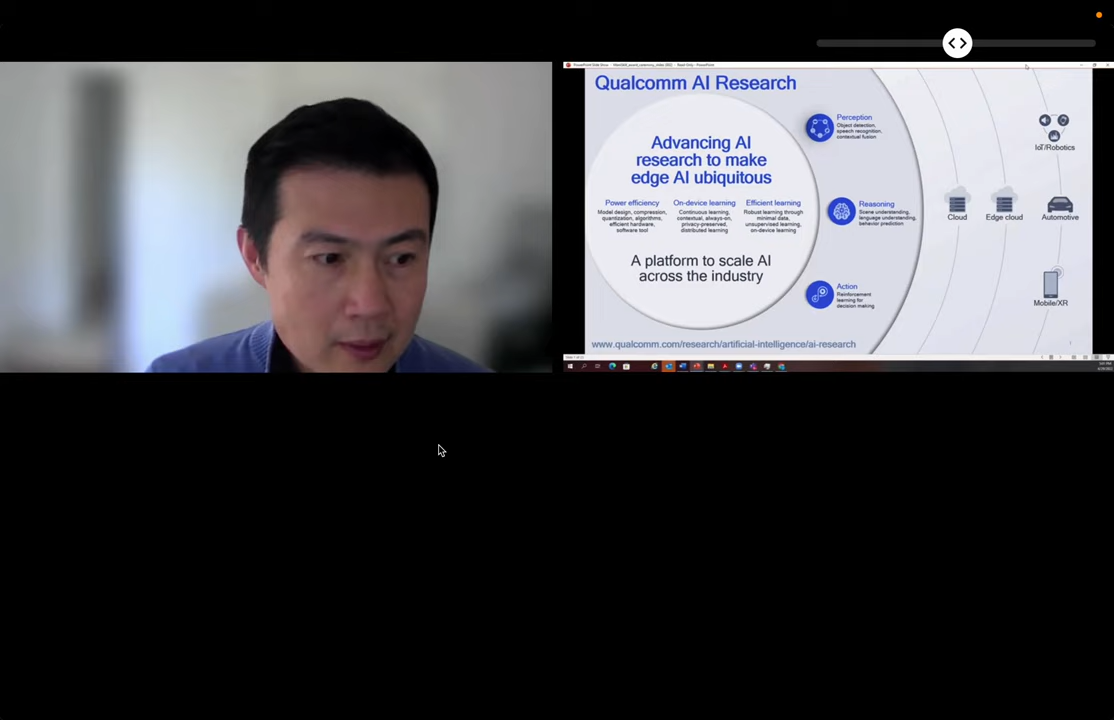 Qualcomm AI Research
Advancing AI
research to make
edge AI ubiquitous
Power efficiency
Model design, compression,
quantization, algorithms,
efficient hardware,
software tool
On-device learning
Continuous learning,
contextual, always-on,
privacy-preserved,
distributed learning
Efficient learning
Robust learning through
minimal data,
unsupervised learning,
on-device learning
A platform to scale AI
across the industry
Perception
Object detection,
speech recognition,
contextual fusion
Reasoning
Scene understanding,
language understanding,
behavior prediction
Action
Reinforcement
learning for
decision making
Cloud
Edge cloud
IoT/Robotics
Automotive
Mobile/XR
www.qualcomm.com/research/artificial-intelligence/ai-research